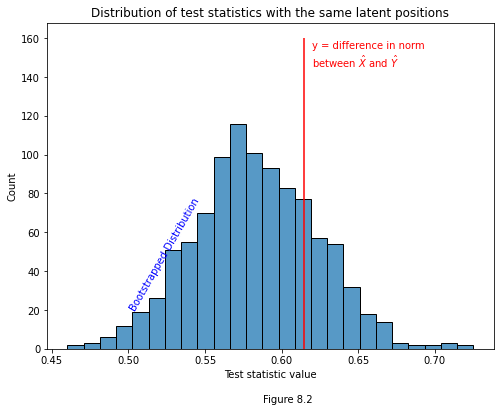 Distribution of test statistics with the same latent positions
160
140
120
100
80
60
40
20
0
Count
y = difference in norm
between X̂ and Ŷ
Bootstrapped Distribution
0.45 0.50 0.55 0.60 0.65 0.70
Test statistic value
Figure 8.2